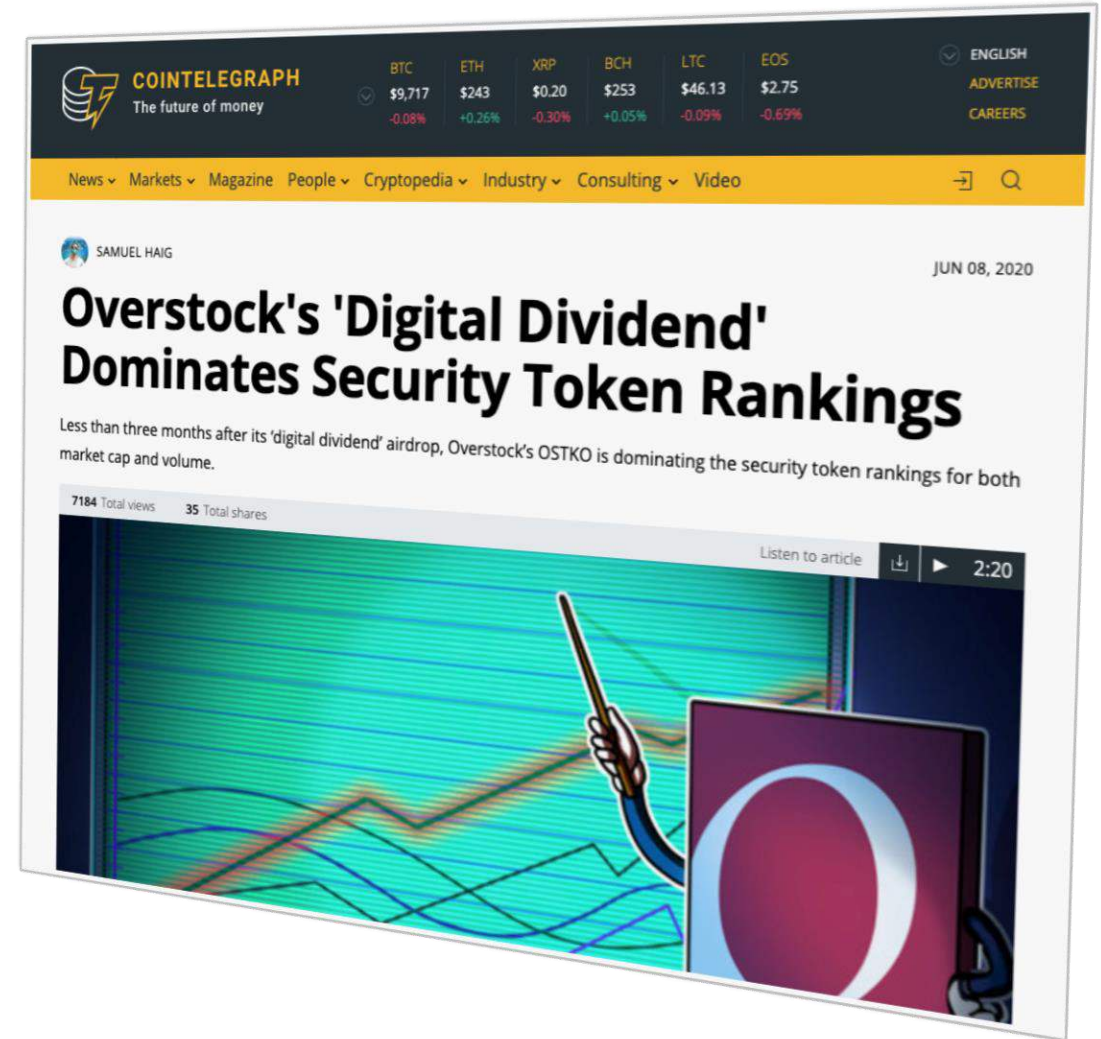 COINTELEGRAPH
The future of money
BTC ETH XRP BCH LTC EOS
$9,717 $243 $0.20 $253 $46.13 $2.75
-0.08% +0.26% -0.30% +0.05% -0.09% -0.69%
ENGLISH
ADVERTISE
CAREERS
News Markets Magazine People Cryptopedia Industry Consulting Video
SAMUEL HAIG
JUN 08, 2020
Overstock's 'Digital Dividend'
Dominates Security Token Rankings
Less than three months after its ‘digital dividend’ airdrop, Overstock’s OSTKO is dominating the security token rankings for both
market cap and volume.
7184 Total views 35 Total shares
Listen to article 2:20
O